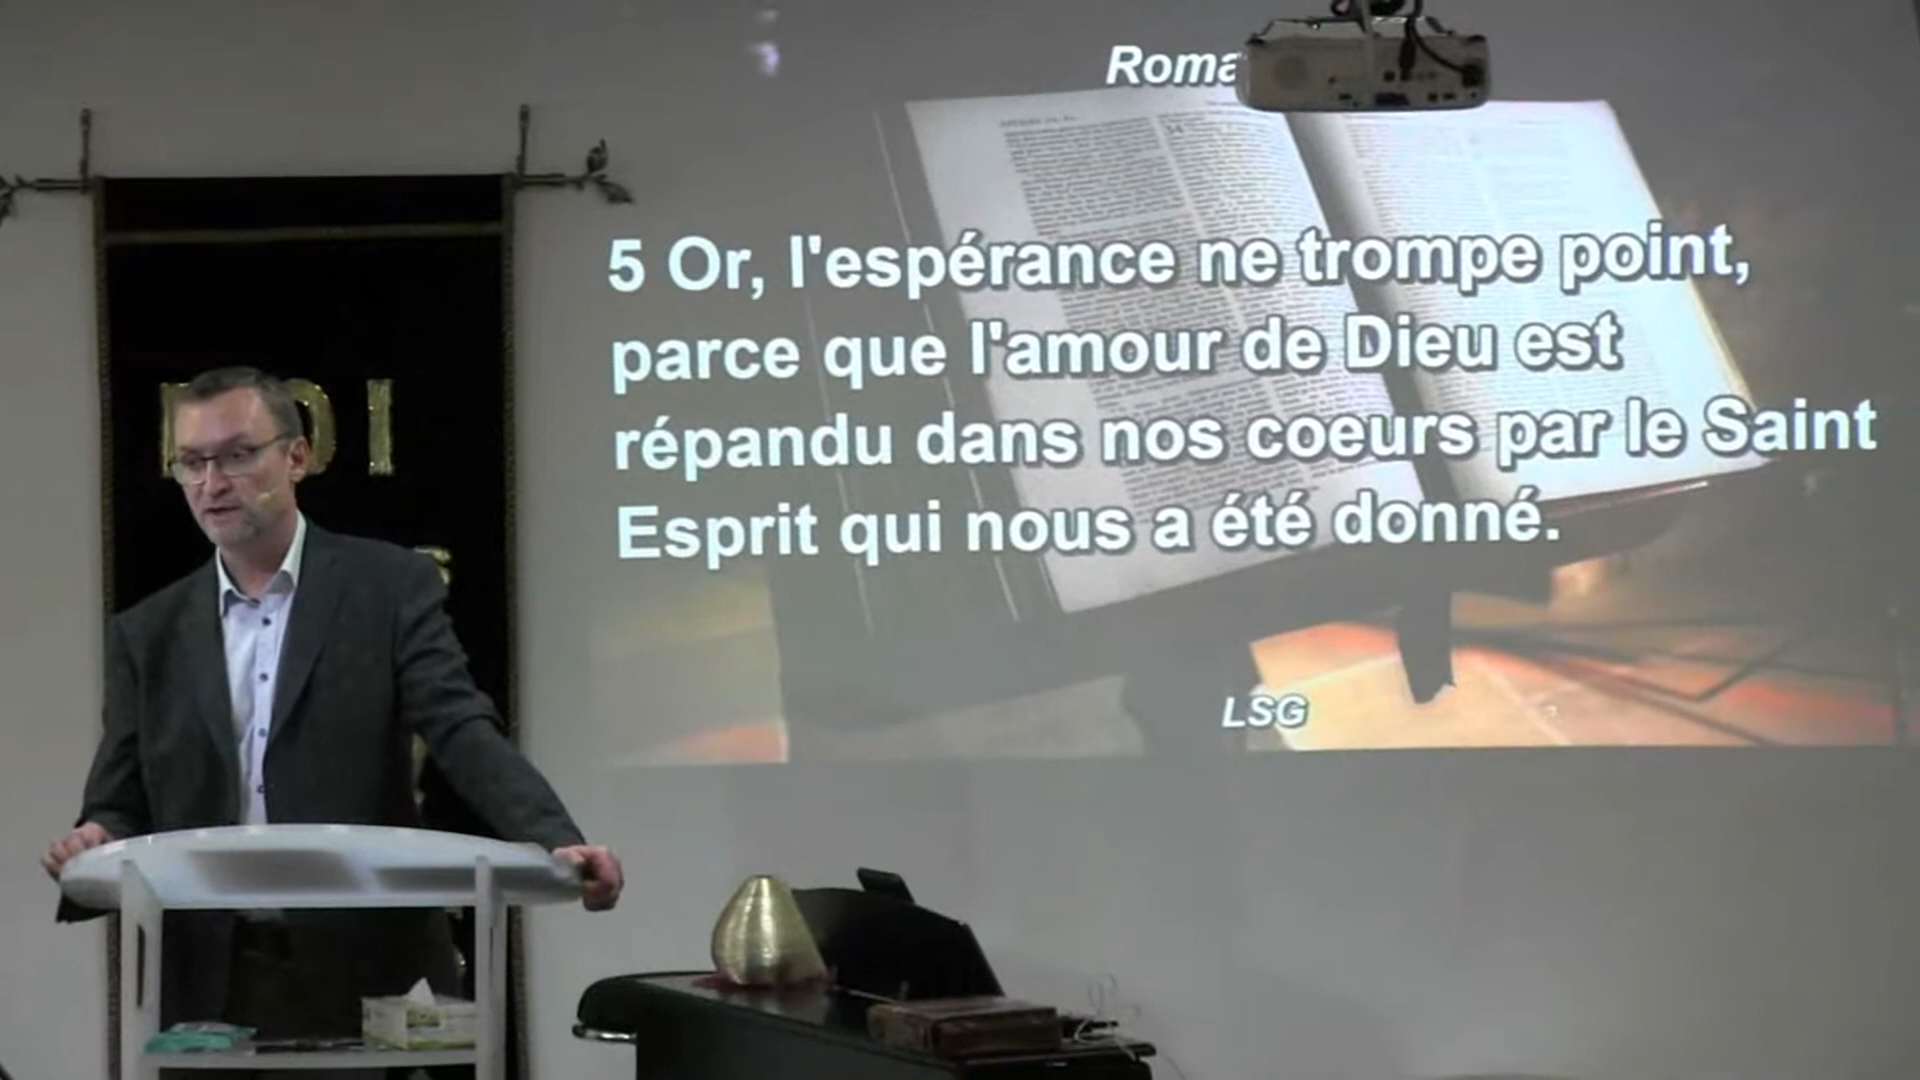 Roma
5 Or, l'espérance ne trompe point,
parce que l'amour de Dieu est
répandu dans nos coeurs par le Saint
Esprit qui nous a été donné.
LSG